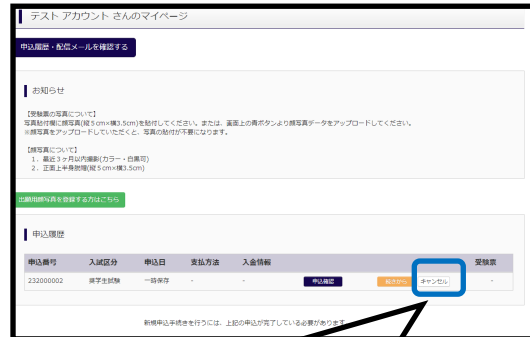 テスト アカウント さんのマイページ
申込履歴・配信メールを確認する
お知らせ
【受験票の写真について】
写真貼付欄に顔写真(縦5cm×横3.5cm)を貼付してください。または、画面上の青ボタンより顔写真データをアップロードしてください。
※顔写真をアップロードしていただくと、写真の貼付が不要になります。
【顔写真について】
1. 最近3ヶ月以内撮影(カラー・白黒可)
2. 正面上半身脱帽(縦5cm×横3.5cm)
出願用顔写真を登録する方はこちら
申込履歴
申込番号 入試区分 申込日 支払方法 入金情報 受験票
232000002 奨学生試験 一時保存 - - 申込確認 続きから キャンセル -
新規申込手続きを行うには、上記の申込が完了している必要があります